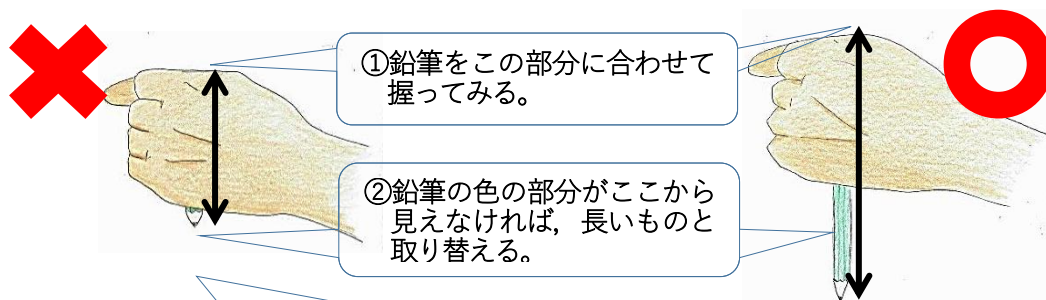 ①鉛筆をこの部分に合わせて
握ってみる。
②鉛筆の色の部分がここから
見えなければ，長いものと
取り替える。